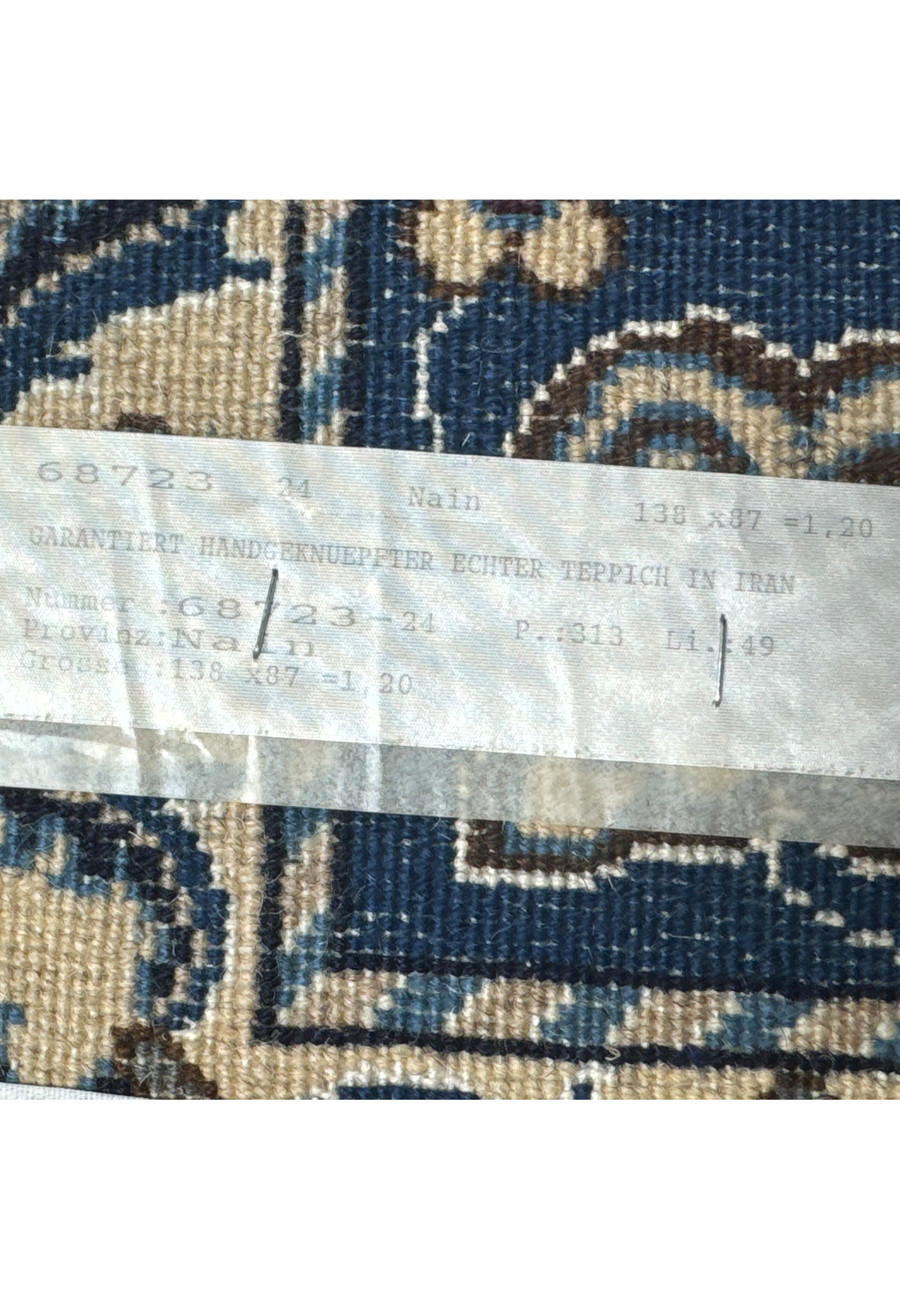 68723 24 Nain 138 x87 =1,20
GARANTIERT HANDGEKNUEPFTER ECHTER TEPPICH IN IRAN
Nummer :68723-24 P.:313 Li.:49
Provinz:Nain
Grosse :138 x87 =1,20